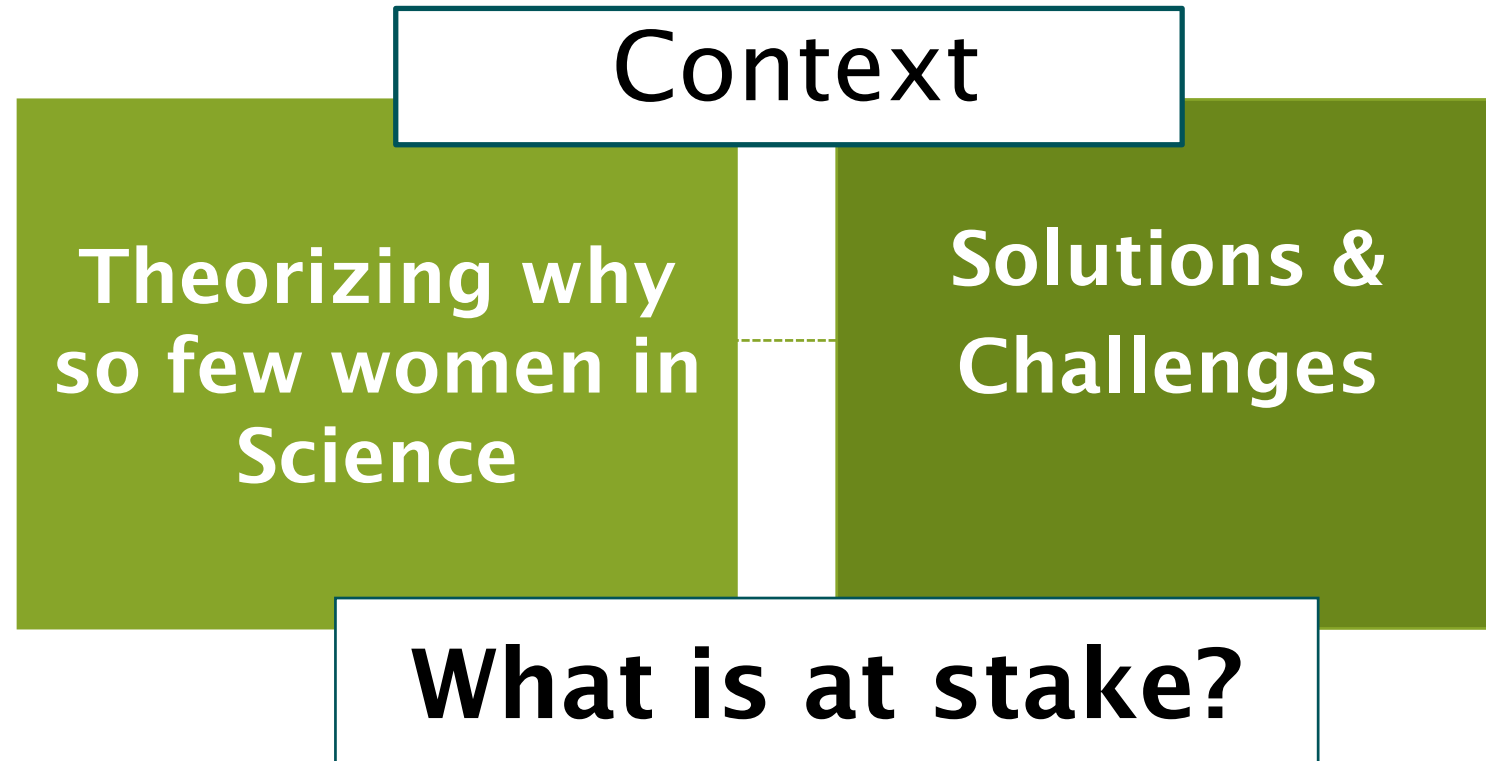 Context
Theorizing why
so few women in
Science
Solutions &
Challenges
What is at stake?